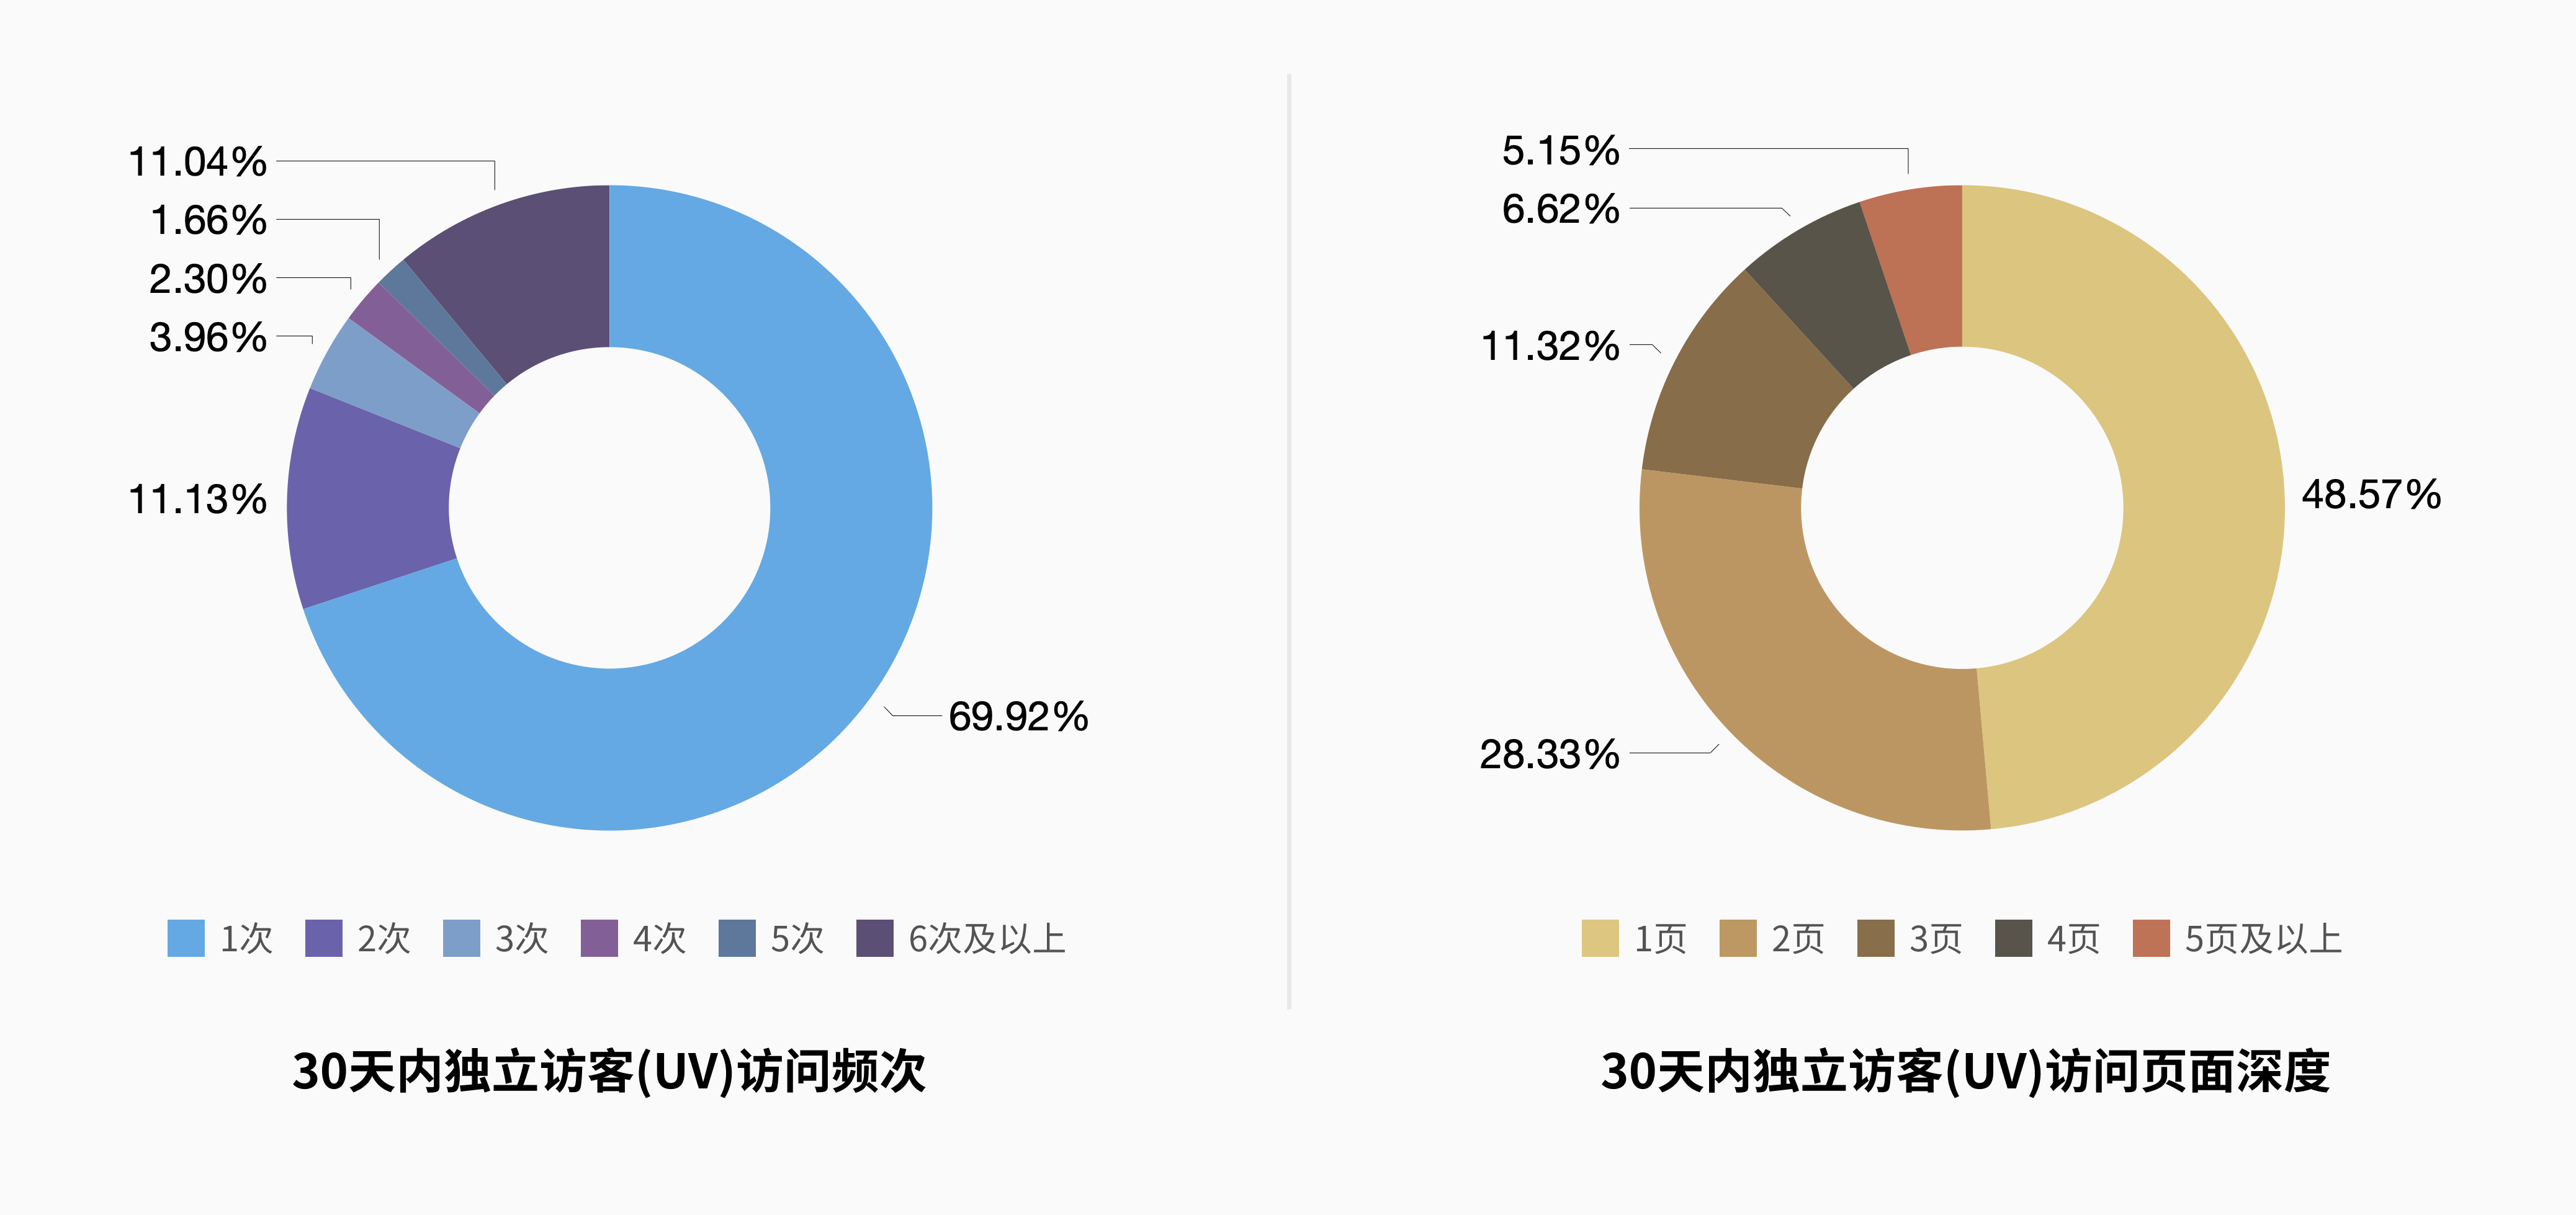 11.04%
1.66%
2.30%
3.96%
11.13%
69.92%
1次
2次
3次
4次
5次
6次及以上
30天内独立访客(UV)访问频次
5.15%
6.62%
11.32%
48.57%
28.33%
1页
2页
3页
4页
5页及以上
30天内独立访客(UV)访问页面深度